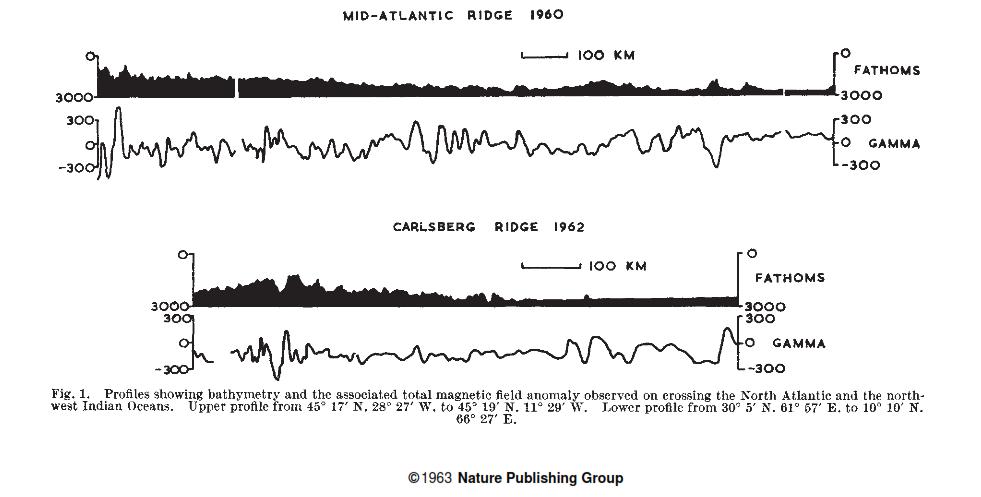 MID-ATLANTIC RIDGE 1960
0
100 KM
0
FATHOMS
3000
3000
300
300
0
0
GAMMA
-300
-300
CARLSBERG RIDGE 1962
0
100 KM
0
FATHOMS
3000
3000
300
300
0
0
GAMMA
-300
-300
Fig. 1. Profiles showing bathymetry and the associated total magnetic field anomaly observed on crossing the North Atlantic and the north-
west Indian Oceans. Upper profile from 45° 17′ N. 28° 27′ W. to 45° 19′ N. 11° 29′ W. Lower profile from 30° 5′ N. 61° 57′ E. to 10° 10′ N.
66° 27′ E.
©1963 Nature Publishing Group